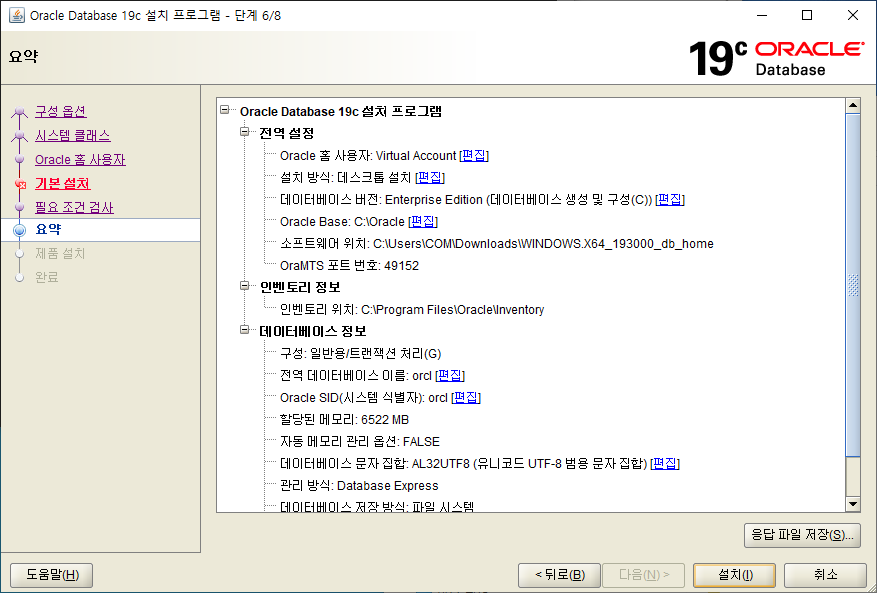 Oracle Database 19c 설치 프로그램 - 단계 6/8
요약
19c ORACLE
Database
구성 옵션
시스템 클래스
Oracle 홈 사용자
기본 설치
필요 조건 검사
요약
제품 설치
완료
Oracle Database 19c 설치 프로그램
전역 설정
Oracle 홈 사용자: Virtual Account [편집]
설치 방식: 데스크톱 설치 [편집]
데이터베이스 버전: Enterprise Edition (데이터베이스 생성 및 구성(C)) [편집]
Oracle Base: C:\Oracle [편집]
소프트웨어 위치: C:\Users\COM\Downloads\WINDOWS.X64_193000_db_home
OraMTS 포트 번호: 49152
인벤토리 정보
인벤토리 위치: C:\Program Files\Oracle\Inventory
데이터베이스 정보
구성: 일반용/트랜잭션 처리(G)
전역 데이터베이스 이름: orcl [편집]
Oracle SID(시스템 식별자): orcl [편집]
할당된 메모리: 6522 MB
자동 메모리 관리 옵션: FALSE
데이터베이스 문자 집합: AL32UTF8 (유니코드 UTF-8 범용 문자 집합) [편집]
관리 방식: Database Express
데이터베이스 저장 방식: 파일 시스템
응답 파일 저장(S)...
도움말(H)
< 뒤로(B)
다음(N) >
설치(I)
취소